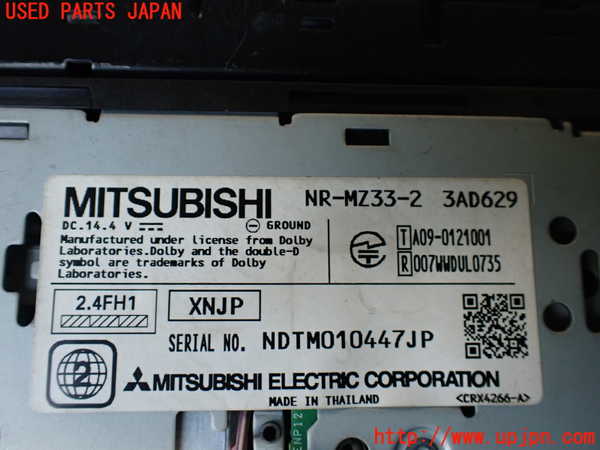 USED PARTS JAPAN
MITSUBISHI NR-MZ33-2 3AD629
DC.14.4 V GROUND
Manufactured under license from Dolby
Laboratories.Dolby and the double-D
symbol are trademarks of Dolby
Laboratories.
T A09-0121001
R 007WWDUL0735
2.4FH1 XNJP
SERIAL NO. NDTM010447JP
2
MITSUBISHI ELECTRIC CORPORATION
MADE IN THAILAND <CRX4266-A>
ENP12
http://www.upjpn.com